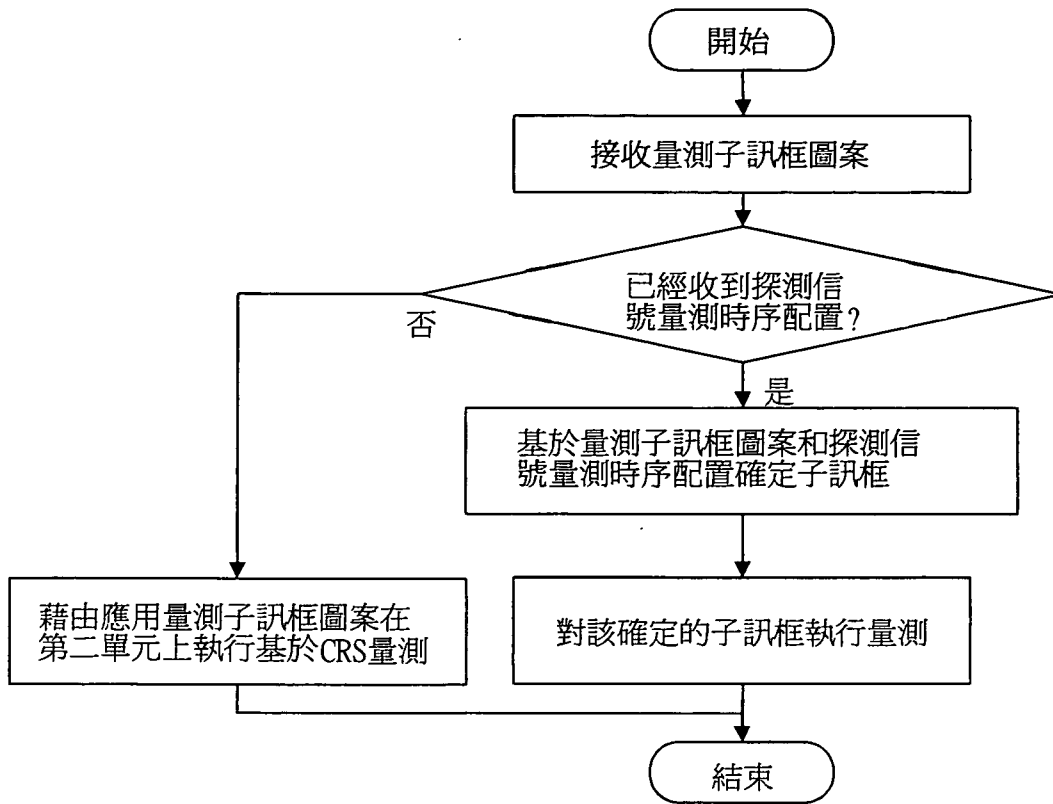 開始
接收量測子訊框圖案
已經收到探測信
號量測時序配置?
否
是
基於量測子訊框圖案和探測信
號量測時序配置確定子訊框
藉由應用量測子訊框圖案在
第二單元上執行基於CRS量測
對該確定的子訊框執行量測
結束